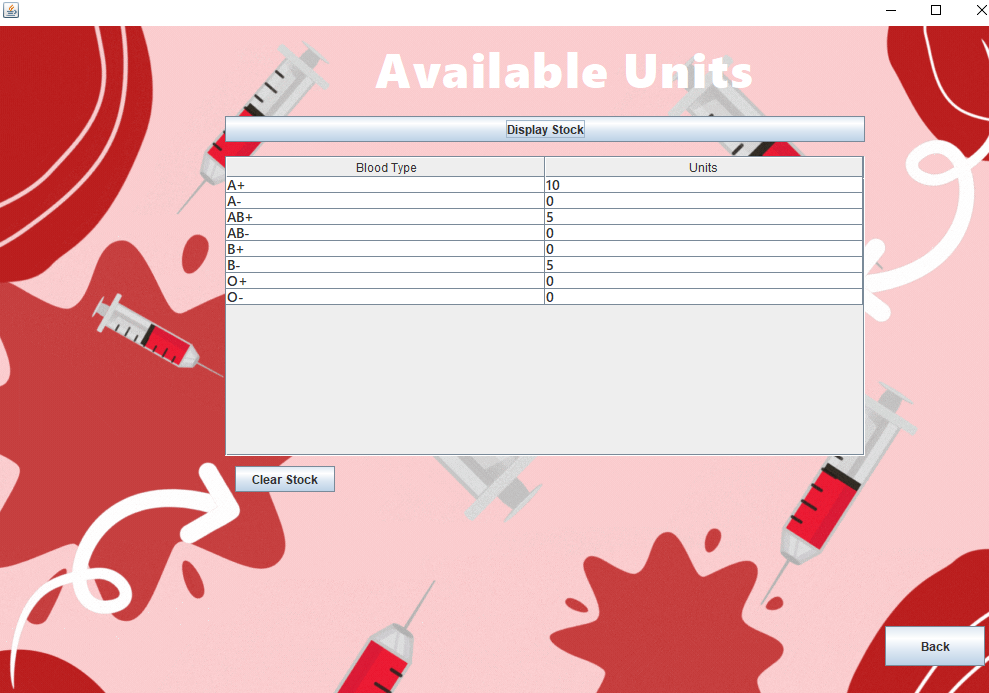 Available Units
Display Stock
Blood Type Units
A+ 10
A- 0
AB+ 5
AB- 0
B+ 0
B- 5
O+ 0
O- 0
Clear Stock
Back